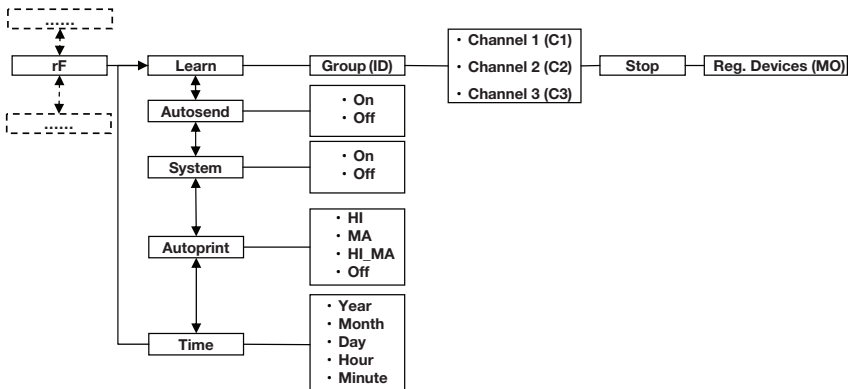 ......
rF
......
Learn
Group (ID)
• Channel 1 (C1)
• Channel 2 (C2)
• Channel 3 (C3)
Stop
Reg. Devices (MO)
Autosend
• On
• Off
System
• On
• Off
Autoprint
• HI
• MA
• HI_MA
• Off
Time
• Year
• Month
• Day
• Hour
• Minute